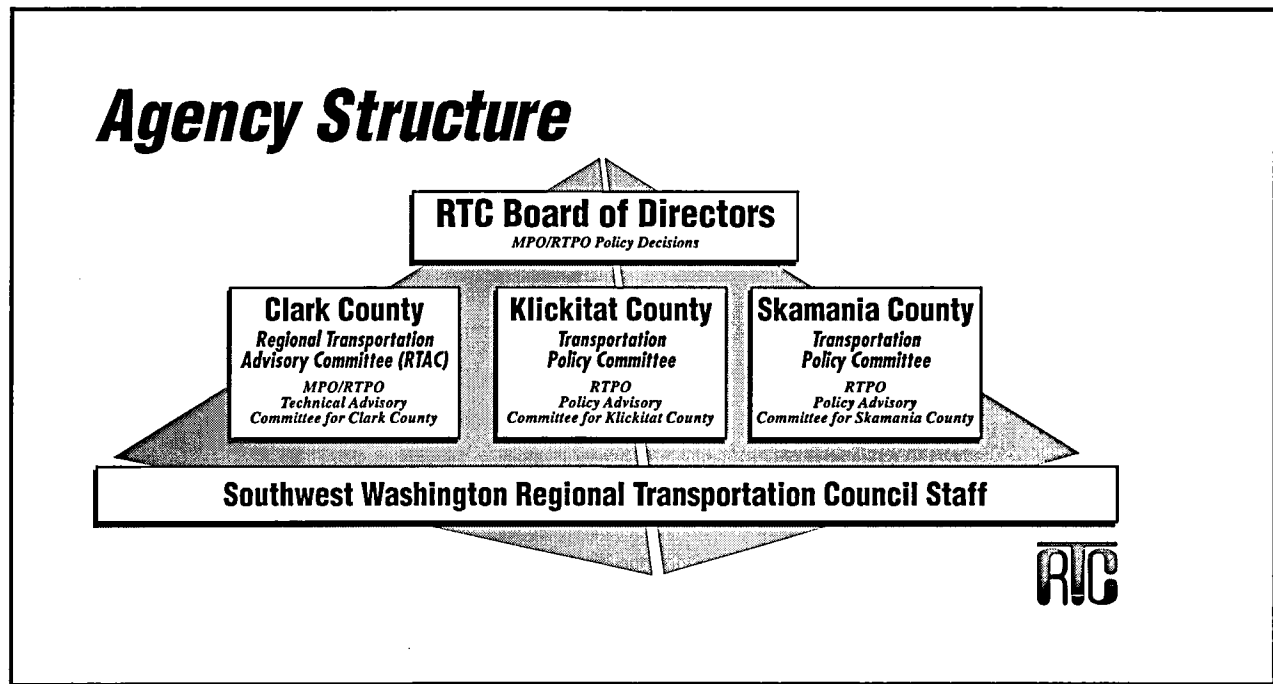 Agency Structure
RTC Board of Directors
MPO/RTPO Policy Decisions
Clark County
Regional Transportation
Advisory Committee (RTAC)
MPO/RTPO
Technical Advisory
Committee for Clark County
Klickitat County
Transportation
Policy Committee
RTPO
Policy Advisory
Committee for Klickitat County
Skamania County
Transportation
Policy Committee
RTPO
Policy Advisory
Committee for Skamania County
Southwest Washington Regional Transportation Council Staff
RTC